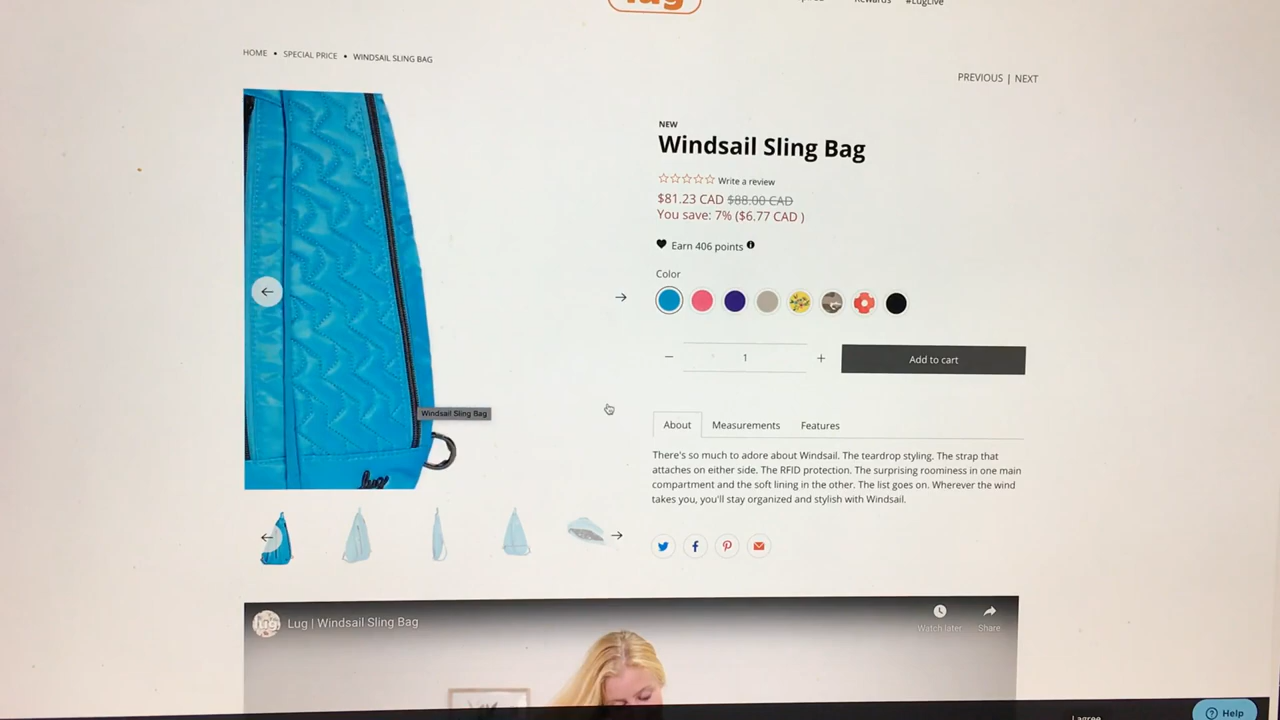 lug
Rewards
#LugLive
HOME • SPECIAL PRICE • WINDSAIL SLING BAG
PREVIOUS | NEXT
NEW
Windsail Sling Bag
Write a review
$81.23 CAD $88.00 CAD
You save: 7% ($6.77 CAD )
Earn 406 points
Color
1
Add to cart
Windsail Sling Bag
About Measurements Features
There's so much to adore about Windsail. The teardrop styling. The strap that
attaches on either side. The RFID protection. The surprising roominess in one main
compartment and the soft lining in the other. The list goes on. Wherever the wind
takes you, you'll stay organized and stylish with Windsail.
lug
Lug | Windsail Sling Bag
Watch later
Share
I agree
Help